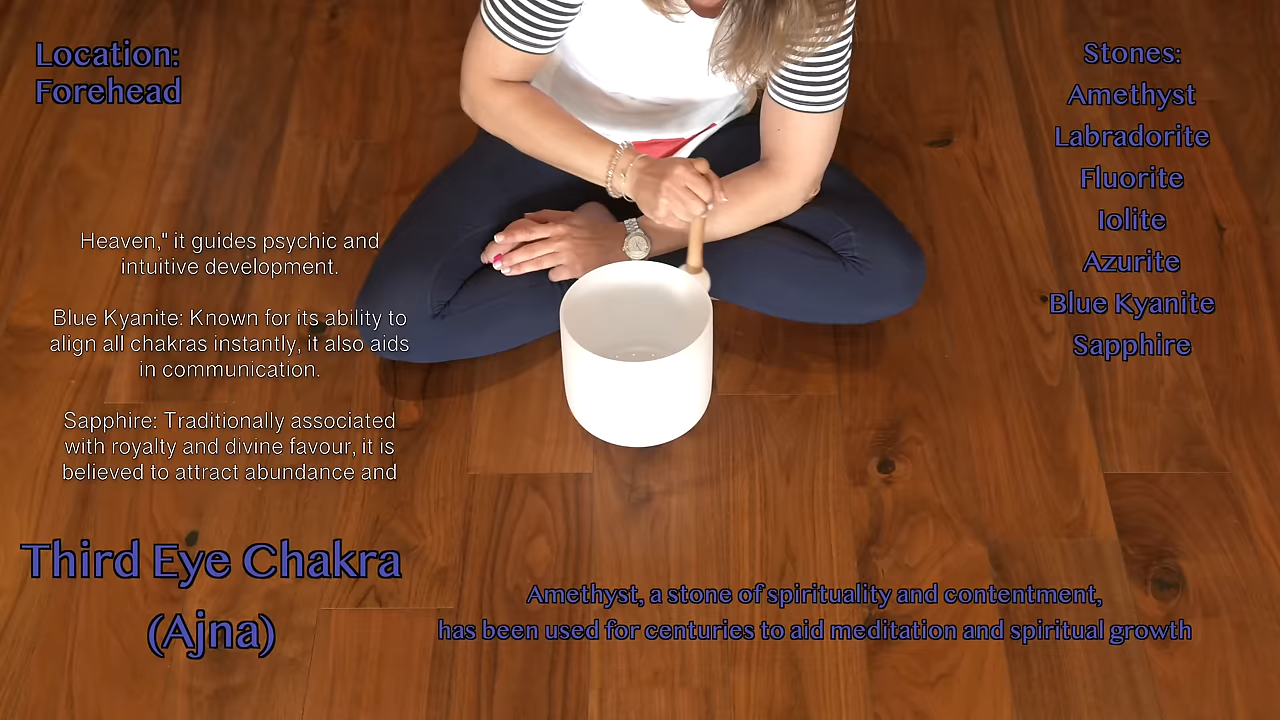 Location:
Forehead
Stones:
Amethyst
Labradorite
Fluorite
Iolite
Azurite
Blue Kyanite
Sapphire
Heaven," it guides psychic and
intuitive development.
Blue Kyanite: Known for its ability to
align all chakras instantly, it also aids
in communication.
Sapphire: Traditionally associated
with royalty and divine favour, it is
believed to attract abundance and
Third Eye Chakra
(Ajna)
Amethyst, a stone of spirituality and contentment,
has been used for centuries to aid meditation and spiritual growth